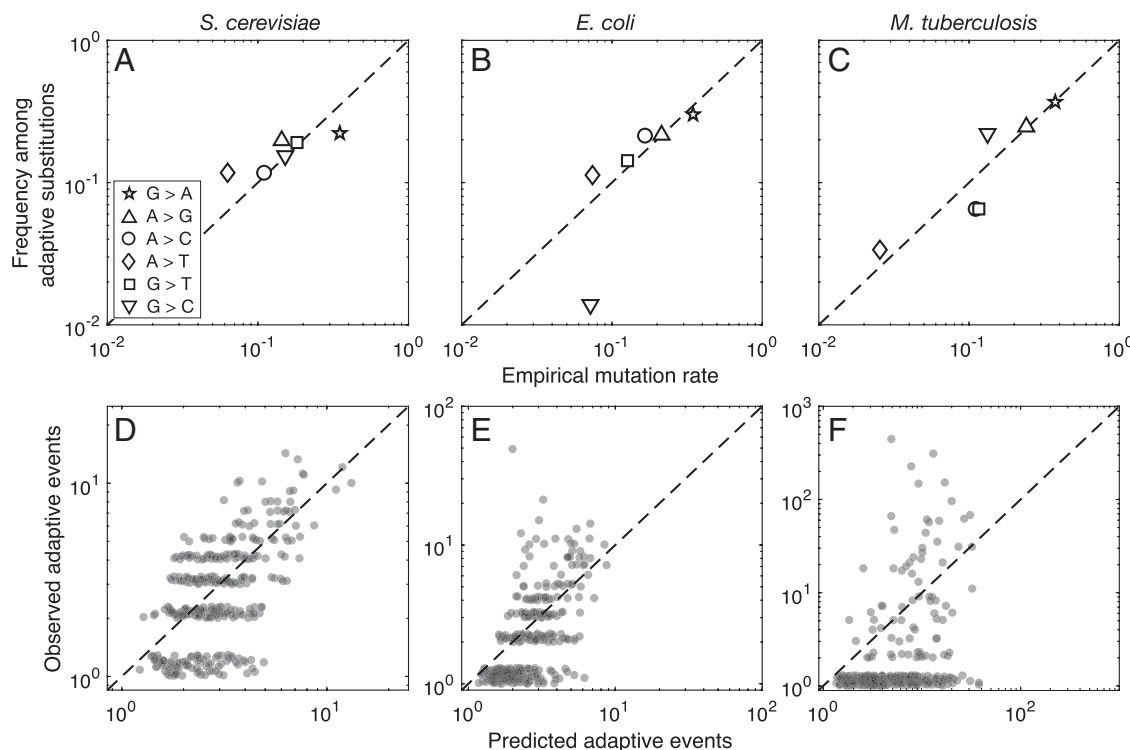 S. cerevisiae
E. coli
M. tuberculosis
A
B
C
10^0
10^-1
10^-2
Frequency among
adaptive substitutions
G > A
A > G
A > C
A > T
G > T
G > C
10^-2
10^-1
10^0
10^-2
10^-1
10^0
10^-2
10^-1
10^0
Empirical mutation rate
D
E
F
Observed adaptive events
10^1
10^0
10^2
10^1
10^0
10^3
10^2
10^1
10^0
10^0
10^1
10^0
10^1
10^2
10^0
10^2
Predicted adaptive events